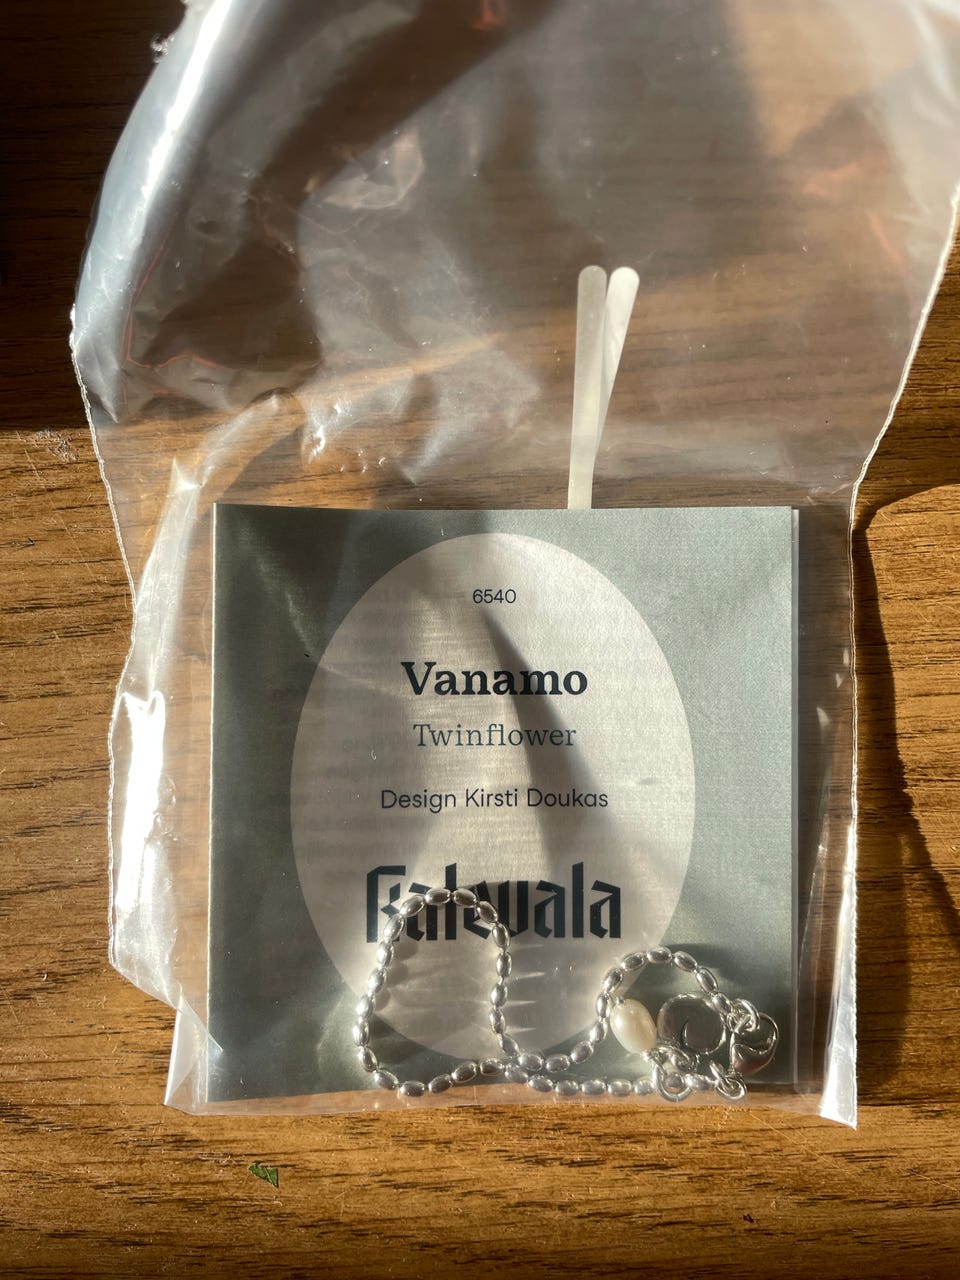 6540
Vanamo
Twinflower
Design Kirsti Doukas
Kalevala